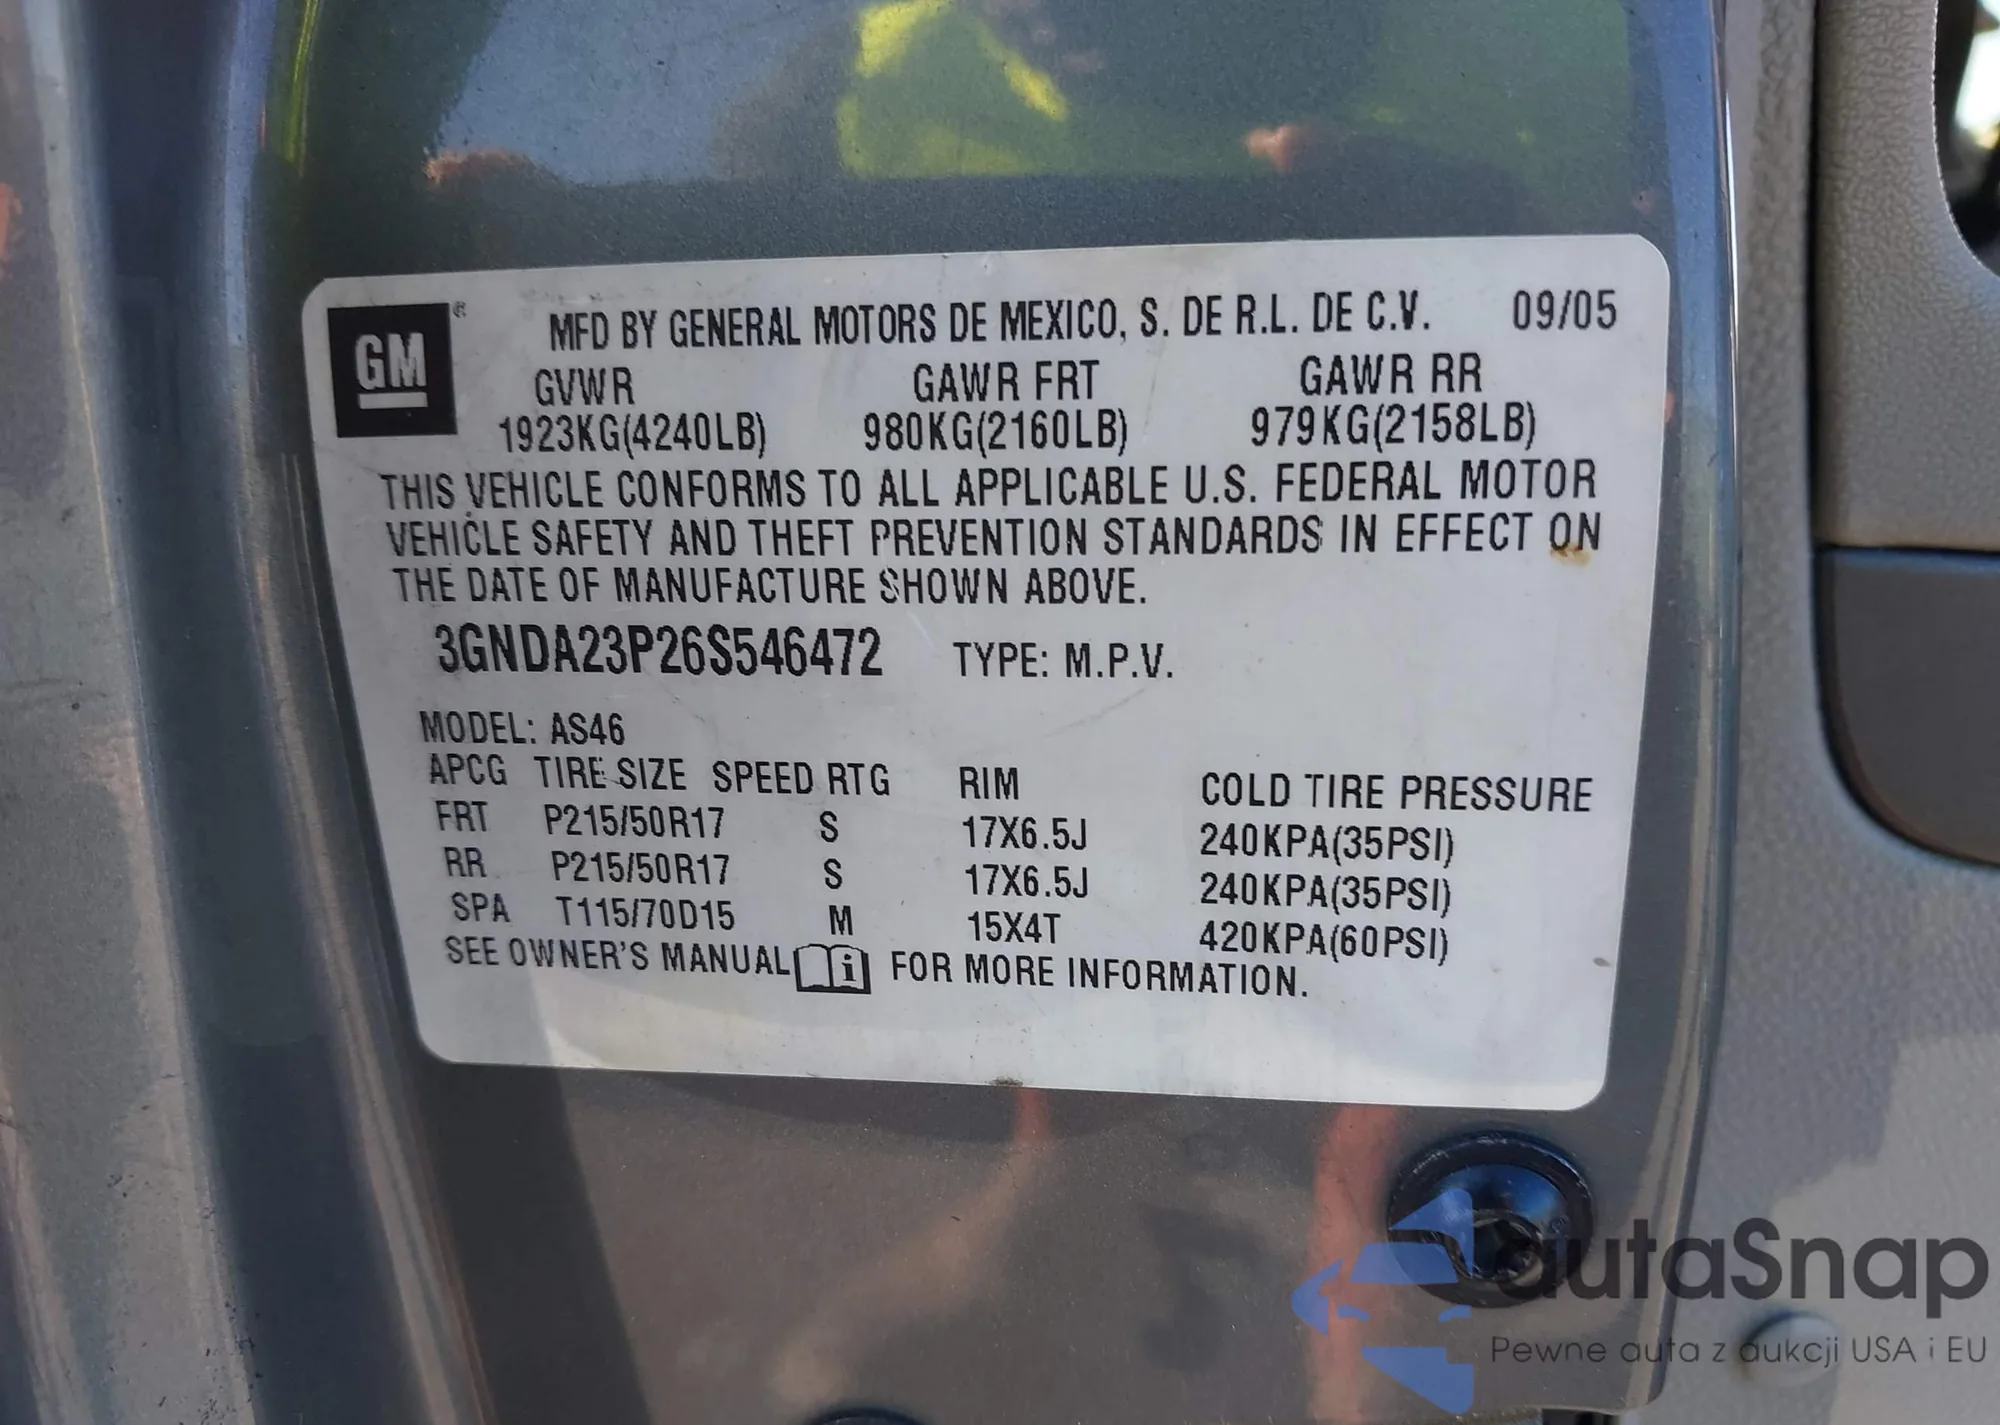 GM ®
MFD BY GENERAL MOTORS DE MEXICO, S. DE R.L. DE C.V. 09/05
GVWR GAWR FRT GAWR RR
1923KG(4240LB) 980KG(2160LB) 979KG(2158LB)
THIS VEHICLE CONFORMS TO ALL APPLICABLE U.S. FEDERAL MOTOR
VEHICLE SAFETY AND THEFT PREVENTION STANDARDS IN EFFECT ON
THE DATE OF MANUFACTURE SHOWN ABOVE.
3GNDA23P26S546472 TYPE: M.P.V.
MODEL: AS46
APCG TIRE SIZE SPEED RTG RIM COLD TIRE PRESSURE
FRT P215/50R17 S 17X6.5J 240KPA(35PSI)
RR P215/50R17 S 17X6.5J 240KPA(35PSI)
SPA T115/70D15 M 15X4T 420KPA(60PSI)
SEE OWNER'S MANUAL i FOR MORE INFORMATION.
autaSnap
Pewne auta z aukcji USA i EU